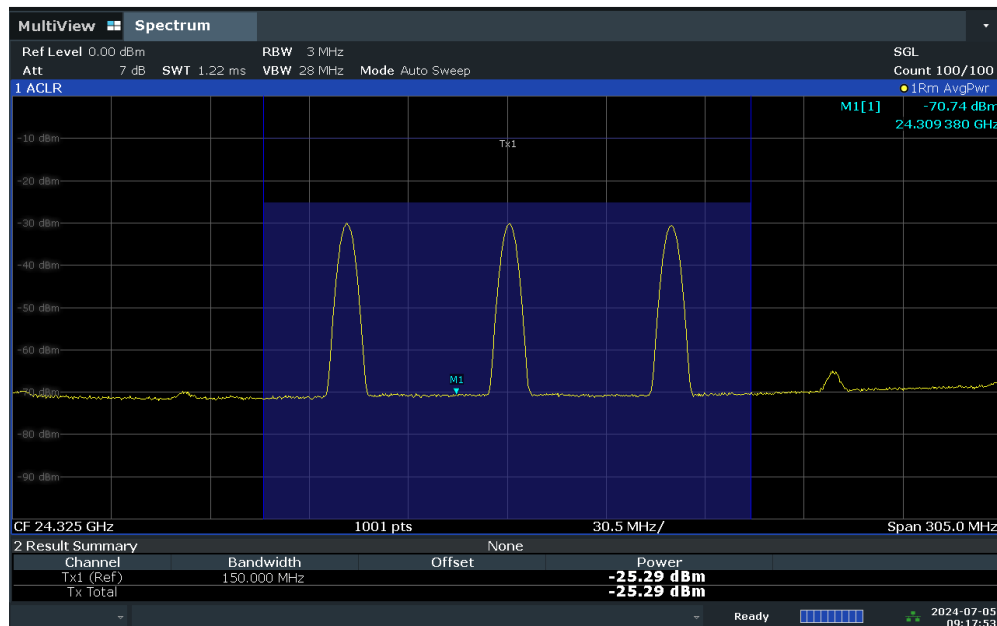 MultiView Spectrum
Ref Level 0.00 dBm RBW 3 MHz SGL
Att 7 dB SWT 1.22 ms VBW 28 MHz Mode Auto Sweep Count 100/100
1 ACLR 1Rm AvgPwr
M1[1] -70.74 dBm
24.309 380 GHz
-10 dBm
Tx1
-20 dBm
-30 dBm
-40 dBm
-50 dBm
-60 dBm
M1
-70 dBm
-80 dBm
-90 dBm
CF 24.325 GHz 1001 pts 30.5 MHz/ Span 305.0 MHz
2 Result Summary None
Channel Bandwidth Offset Power
Tx1 (Ref) 150.000 MHz -25.29 dBm
Tx Total -25.29 dBm
Ready 2024-07-05
09:17:53